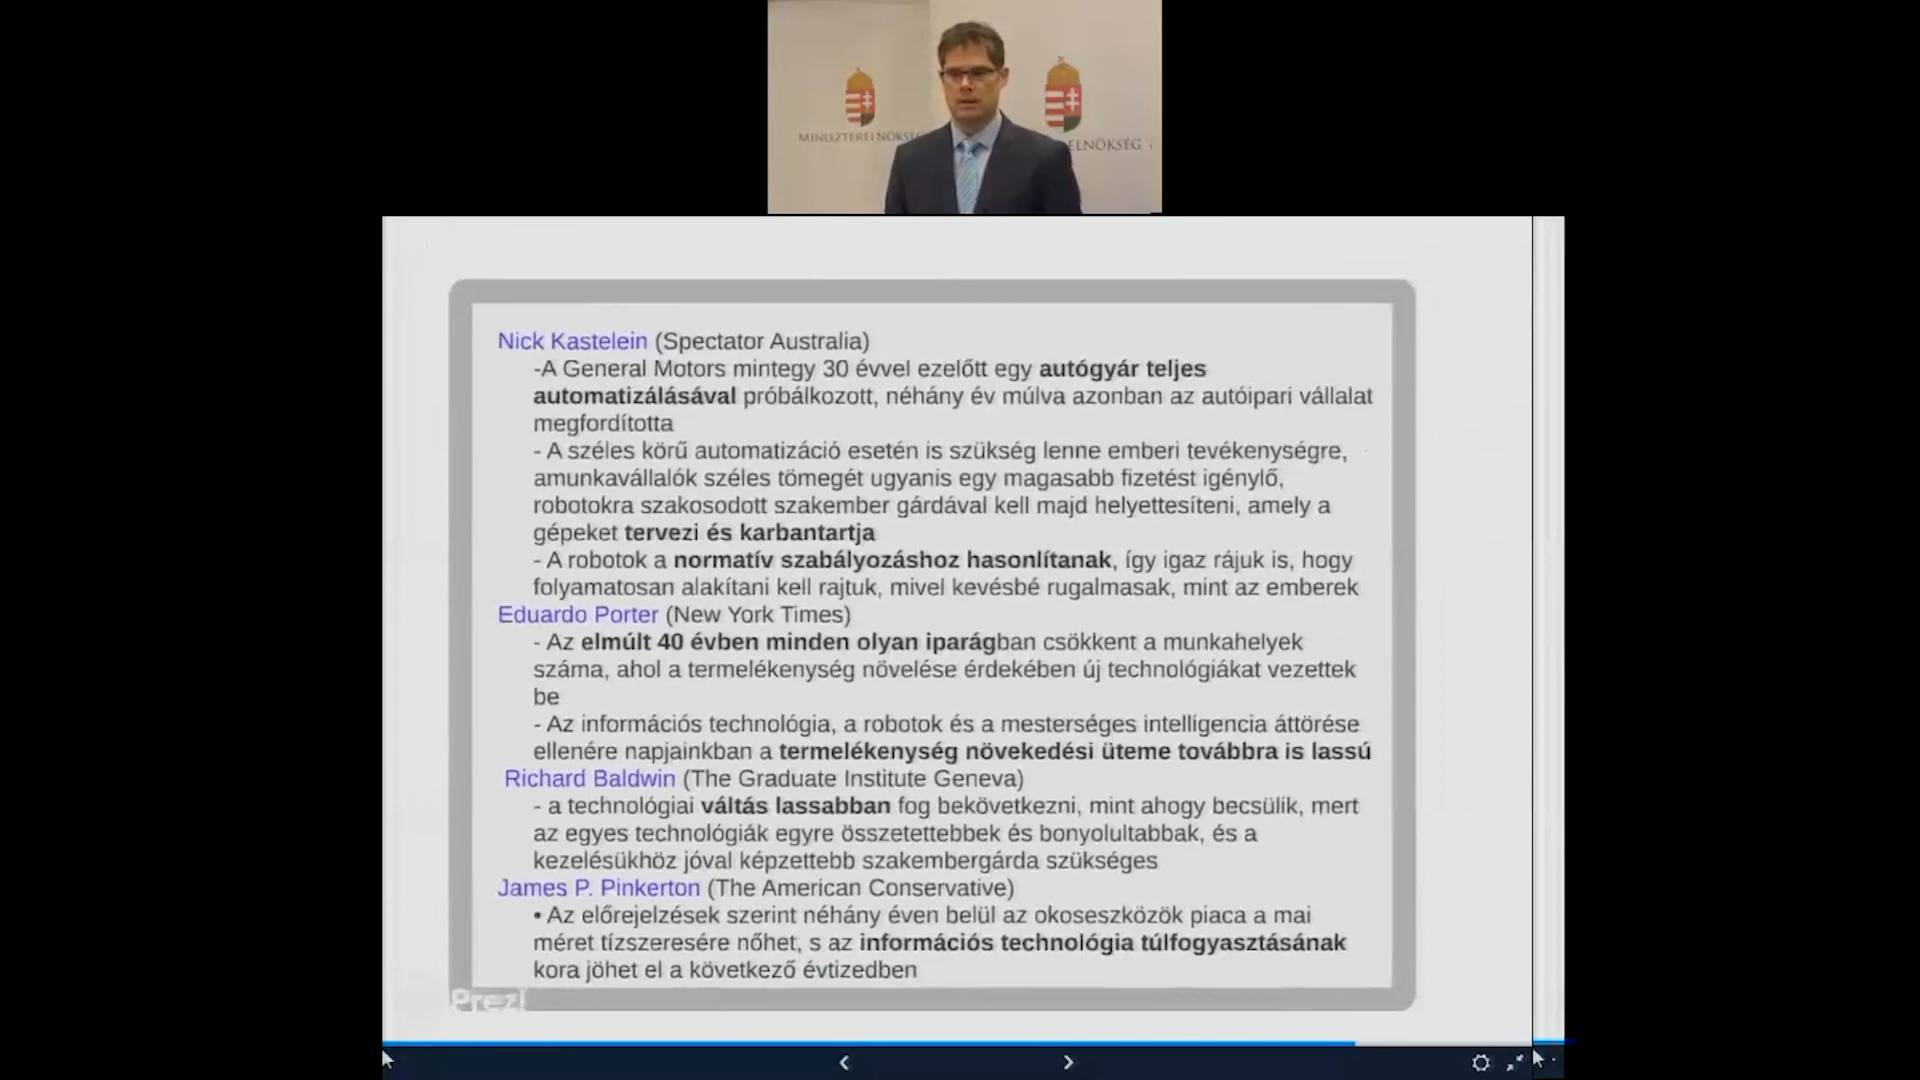 MINISZTERELNÖKSÉ
ELNÖKSÉG
Nick Kastelein (Spectator Australia)
-A General Motors mintegy 30 évvel ezelőtt egy autógyár teljes
automatizálásával próbálkozott, néhány év múlva azonban az autóipari vállalat
megfordította
- A széles körű automatizáció esetén is szükség lenne emberi tevékenységre,
amunkavállalók széles tömegét ugyanis egy magasabb fizetést igénylő,
robotokra szakosodott szakember gárdával kell majd helyettesíteni, amely a
gépeket tervezi és karbantartja
- A robotok a normatív szabályozáshoz hasonlítanak, így igaz rájuk is, hogy
folyamatosan alakítani kell rajtuk, mivel kevésbé rugalmasak, mint az emberek
Eduardo Porter (New York Times)
- Az elmúlt 40 évben minden olyan iparágban csökkent a munkahelyek
száma, ahol a termelékenység növelése érdekében új technológiákat vezettek
be
- Az információs technológia, a robotok és a mesterséges intelligencia áttörése
ellenére napjainkban a termelékenység növekedési üteme továbbra is lassú
Richard Baldwin (The Graduate Institute Geneva)
- a technológiai váltás lassabban fog bekövetkezni, mint ahogy becsülik, mert
az egyes technológiák egyre összetettebbek és bonyolultabbak, és a
kezelésükhöz jóval képzettebb szakembergárda szükséges
James P. Pinkerton (The American Conservative)
• Az előrejelzések szerint néhány éven belül az okoseszközök piaca a mai
méret tízszeresére nőhet, s az információs technológia túlfogyasztásának
kora jöhet el a következő évtizedben
Prezi